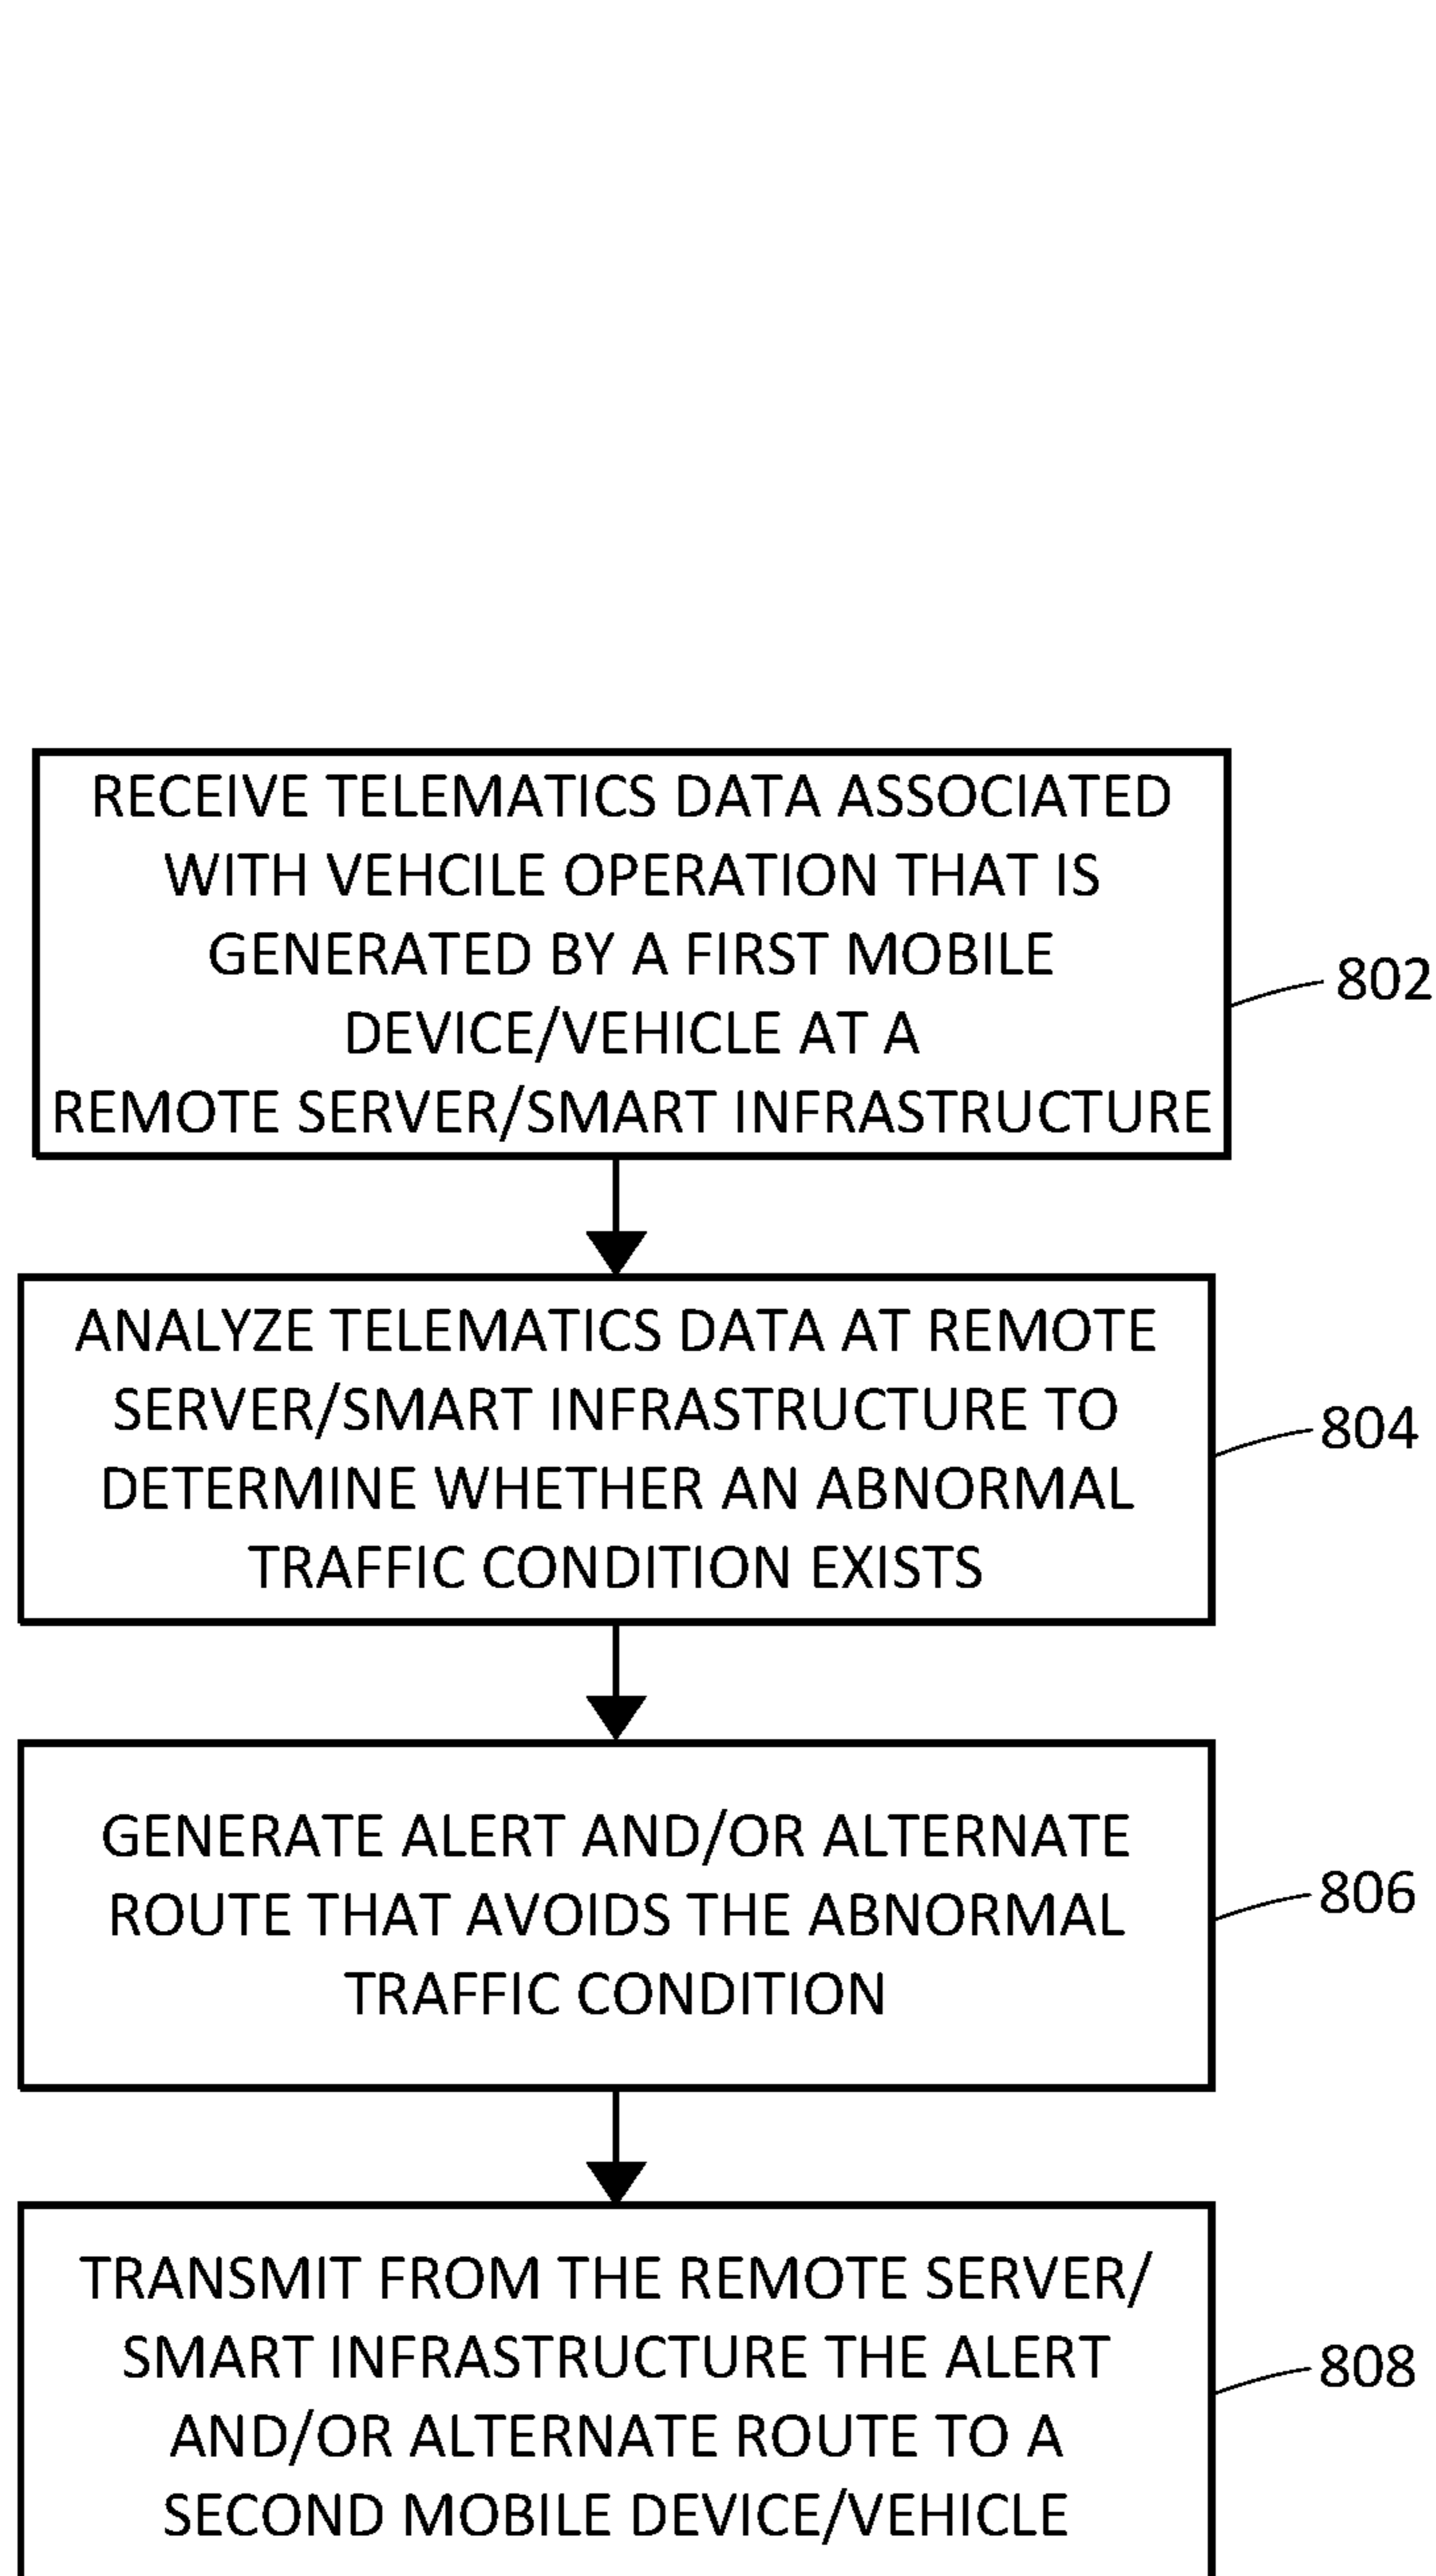 RECEIVE TELEMATICS DATA ASSOCIATED
WITH VEHCILE OPERATION THAT IS
GENERATED BY A FIRST MOBILE
DEVICE/VEHICLE AT A
REMOTE SERVER/SMART INFRASTRUCTURE
802
ANALYZE TELEMATICS DATA AT REMOTE
SERVER/SMART INFRASTRUCTURE TO
DETERMINE WHETHER AN ABNORMAL
TRAFFIC CONDITION EXISTS
804
GENERATE ALERT AND/OR ALTERNATE
ROUTE THAT AVOIDS THE ABNORMAL
TRAFFIC CONDITION
806
TRANSMIT FROM THE REMOTE SERVER/
SMART INFRASTRUCTURE THE ALERT
AND/OR ALTERNATE ROUTE TO A
SECOND MOBILE DEVICE/VEHICLE
808